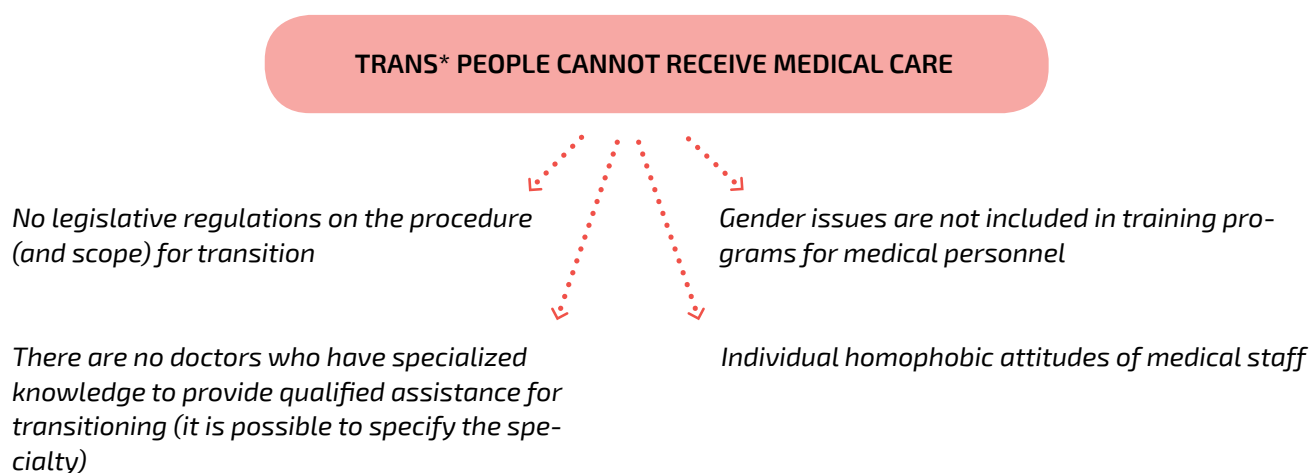 TRANS* PEOPLE CANNOT RECEIVE MEDICAL CARE
No legislative regulations on the procedure
(and scope) for transition
Gender issues are not included in training pro-
grams for medical personnel
There are no doctors who have specialized
knowledge to provide qualified assistance for
transitioning (it is possible to specify the spe-
cialty)
Individual homophobic attitudes of medical staff